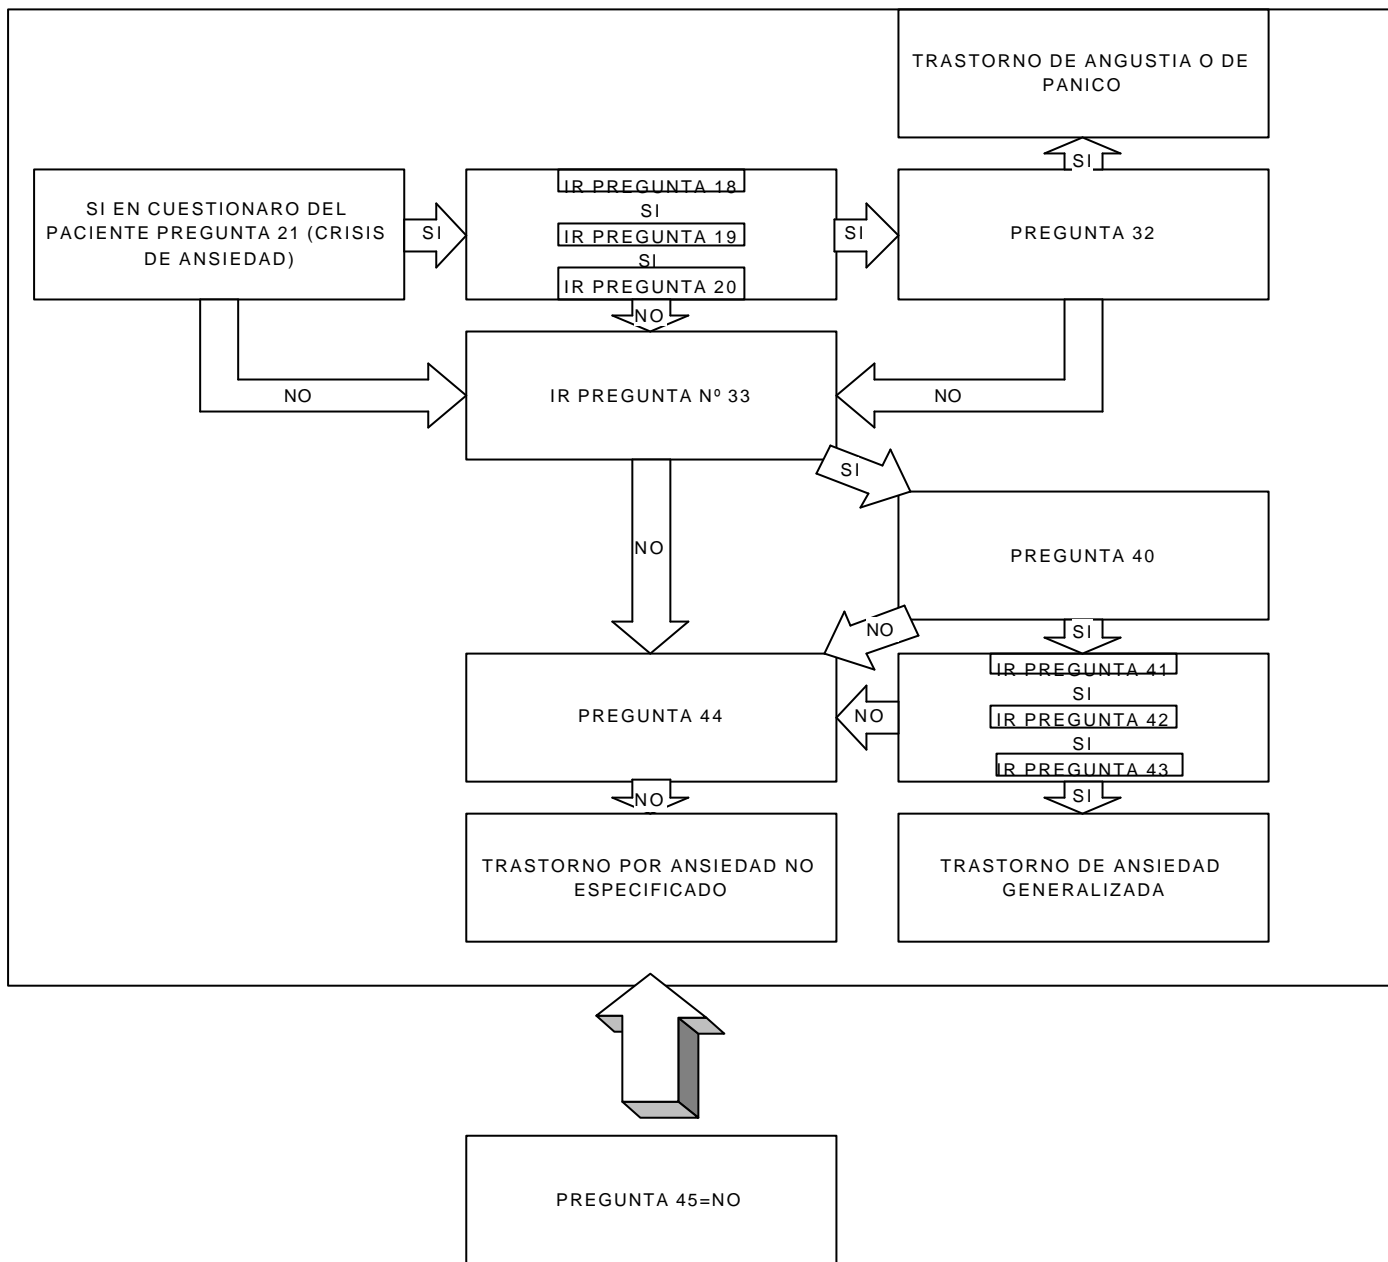 TRASTORNO DE ANGUSTIA O DE
PANICO
SI
SI EN CUESTIONARO DEL
PACIENTE PREGUNTA 21 (CRISIS
DE ANSIEDAD)
SI
IR PREGUNTA 18
SI
IR PREGUNTA 19
SI
IR PREGUNTA 20
SI
PREGUNTA 32
NO
NO
IR PREGUNTA Nº 33
NO
SI
NO
PREGUNTA 40
NO
SI
PREGUNTA 44
NO
IR PREGUNTA 41
SI
IR PREGUNTA 42
SI
IR PREGUNTA 43
NO
SI
TRASTORNO POR ANSIEDAD NO
ESPECIFICADO
TRASTORNO DE ANSIEDAD
GENERALIZADA
PREGUNTA 45=NO